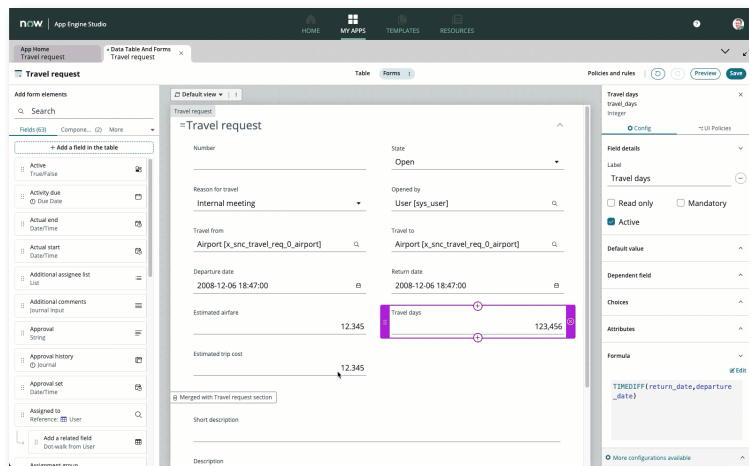 now App Engine Studio
HOME MY APPS TEMPLATES RESOURCES
App Home
Travel request
• Data Table And Forms
Travel request
Travel request
Table Forms
Policies and rules Preview Save
Add form elements
Search
Fields (63) Compone... (2) More
+ Add a field in the table
Active
True/False
Activity due
Due Date
Actual end
Date/Time
Actual start
Date/Time
Additional assignee list
List
Additional comments
Journal Input
Approval
String
Approval history
Journal
Approval set
Date/Time
Assigned to
Reference: User
Add a related field
Dot-walk from User
Assignment group
Default view
Travel request
Travel request
Number
State
Open
Reason for travel
Internal meeting
Opened by
User [sys_user]
Travel from
Airport [x_snc_travel_req_0_airport]
Travel to
Airport [x_snc_travel_req_0_airport]
Departure date
2008-12-06 18:47:00
Return date
2008-12-06 18:47:00
Estimated airfare
12.345
Travel days
123,456
Estimated trip cost
12.345
Merged with Travel request section
Short description
Description
Travel days
travel_days
Integer
Config UI Policies
Field details
Label
Travel days
Read only Mandatory
Active
Default value
Dependent field
Choices
Attributes
Formula
Edit
TIMEDIFF(return_date,departure
_date)
More configurations available